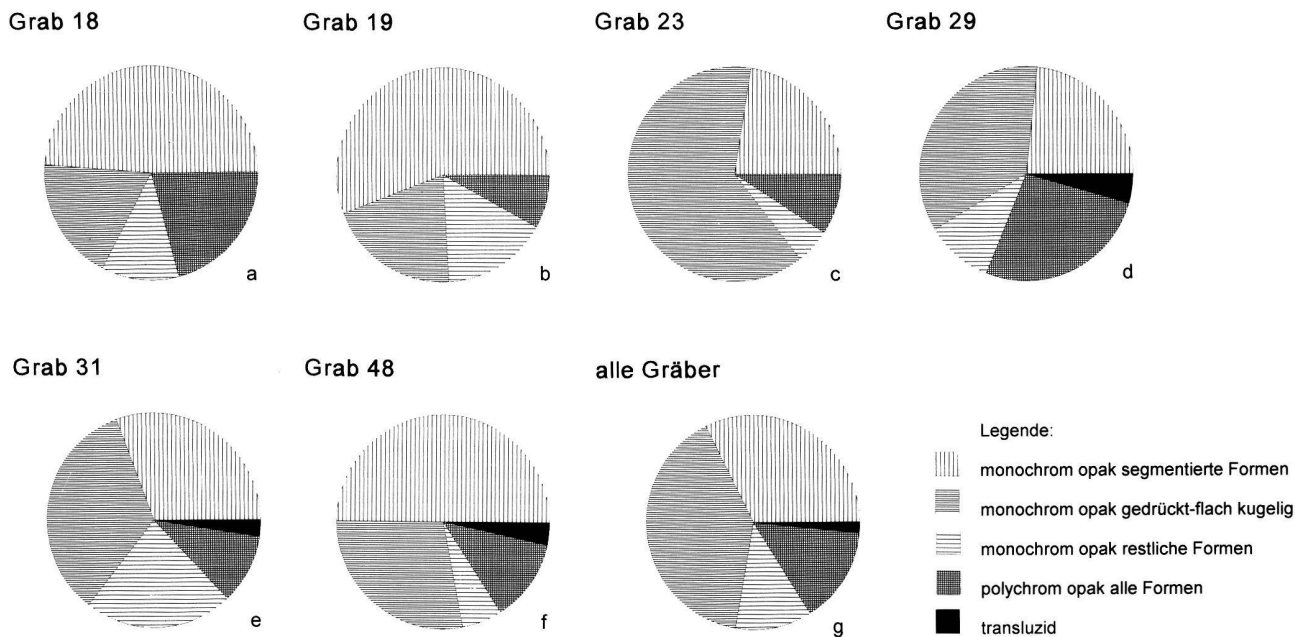 Grab 18
Grab 19
Grab 23
Grab 29
a
b
c
d
Grab 31
Grab 48
alle Gräber
e
f
g
Legende:
monochrom opak segmentierte Formen
monochrom opak gedrückt-flach kugelig
monochrom opak restliche Formen
polychrom opak alle Formen
transluzid